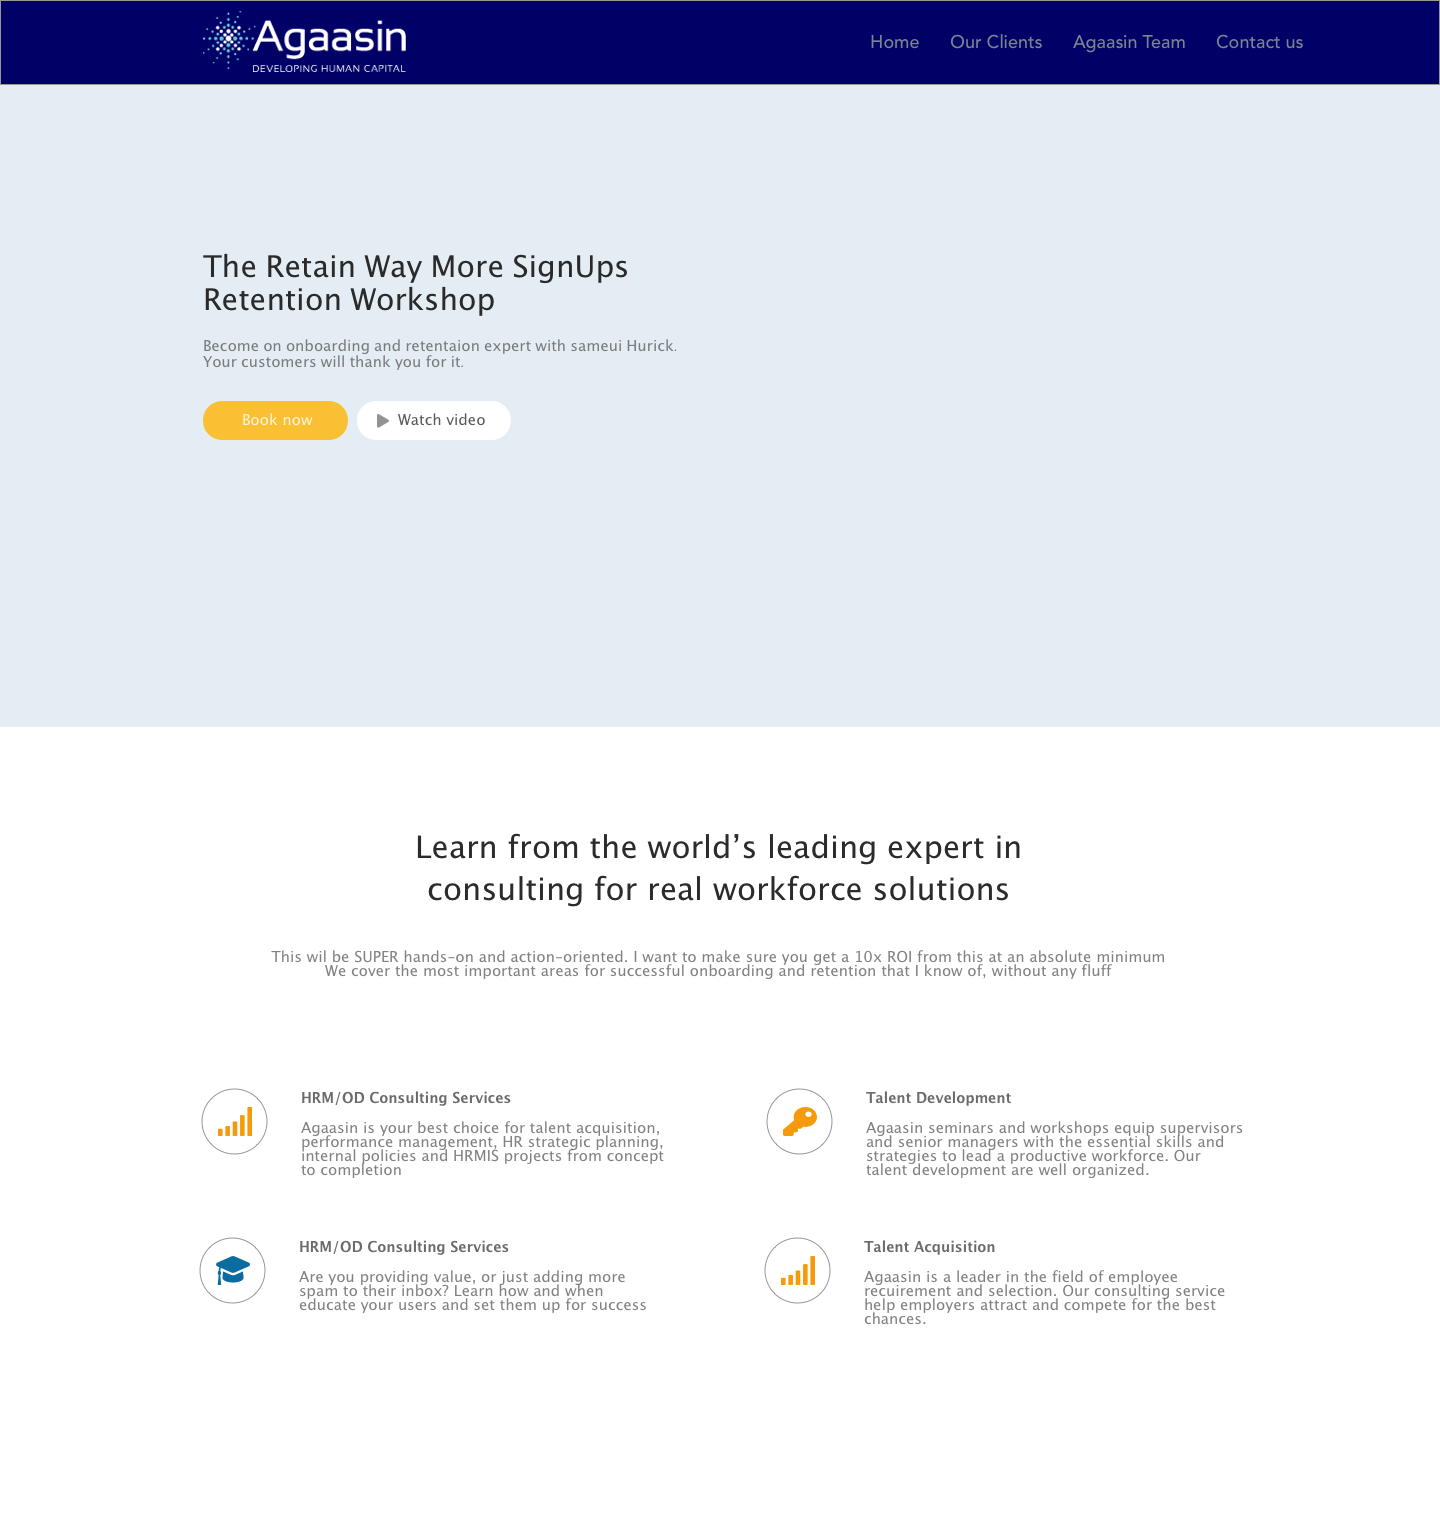 Agaasin
DEVELOPING HUMAN CAPITAL
Home
Our Clients
Agaasin Team
Contact us
The Retain Way More SignUps
Retention Workshop
Become on onboarding and retentaion expert with sameui Hurick.
Your customers will thank you for it.
Book now
Watch video
Learn from the world’s leading expert in
consulting for real workforce solutions
This wil be SUPER hands-on and action-oriented. I want to make sure you get a 10x ROI from this at an absolute minimum
We cover the most important areas for successful onboarding and retention that I know of, without any fluff
HRM/OD Consulting Services
Agaasin is your best choice for talent acquisition,
performance management, HR strategic planning,
internal policies and HRMIS projects from concept
to completion
Talent Development
Agaasin seminars and workshops equip supervisors
and senior managers with the essential skills and
strategies to lead a productive workforce. Our
talent development are well organized.
HRM/OD Consulting Services
Are you providing value, or just adding more
spam to their inbox? Learn how and when
educate your users and set them up for success
Talent Acquisition
Agaasin is a leader in the field of employee
recuirement and selection. Our consulting service
help employers attract and compete for the best
chances.